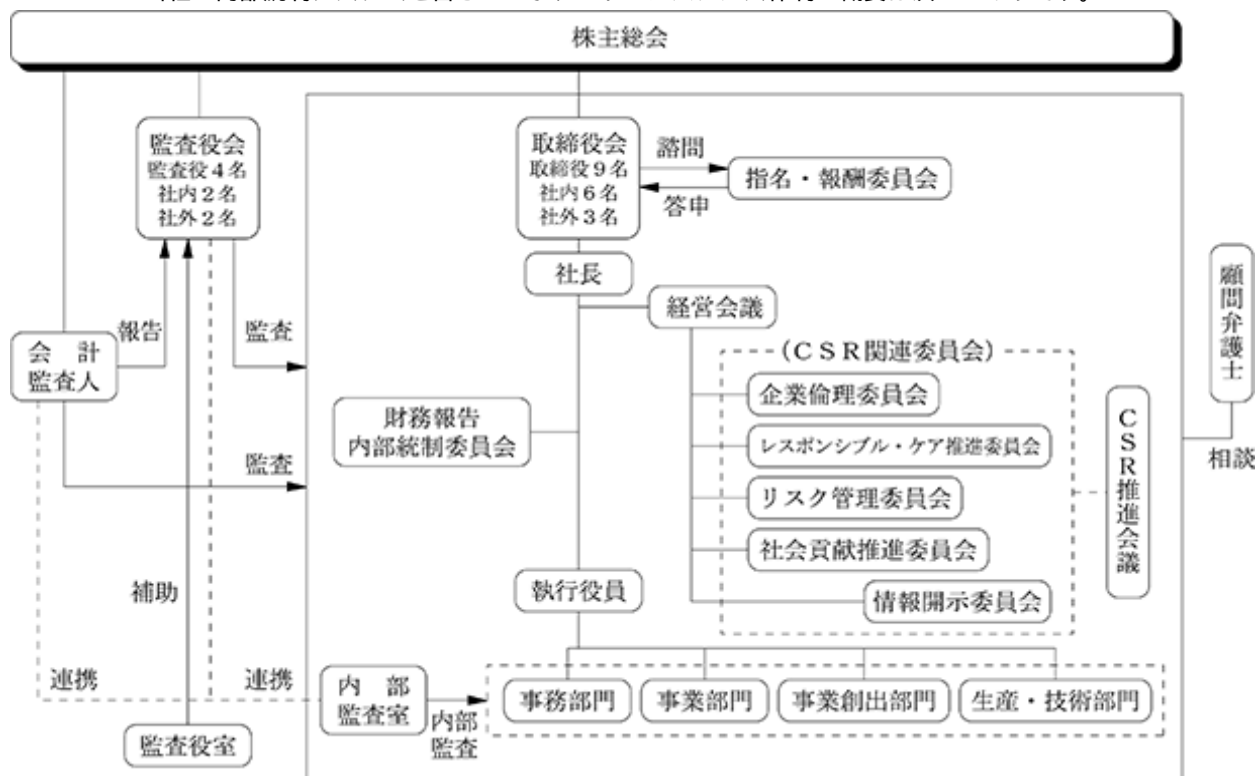 株主総会
監査役会
監査役4名
社内2名
社外2名
取締役会
取締役9名
社内6名
社外3名
諮問
答申
指名・報酬委員会
社長
経営会議
顧問弁護士
相談
会　計
監査人
報告
監査
監査
財務報告
内部統制委員会
(CSR関連委員会)
企業倫理委員会
レスポンシブル・ケア推進委員会
リスク管理委員会
社会貢献推進委員会
情報開示委員会
CSR推進会議
執行役員
補助
連携
連携
内　部
監査室
内部
監査
事務部門
事業部門
事業創出部門
生産・技術部門
監査役室